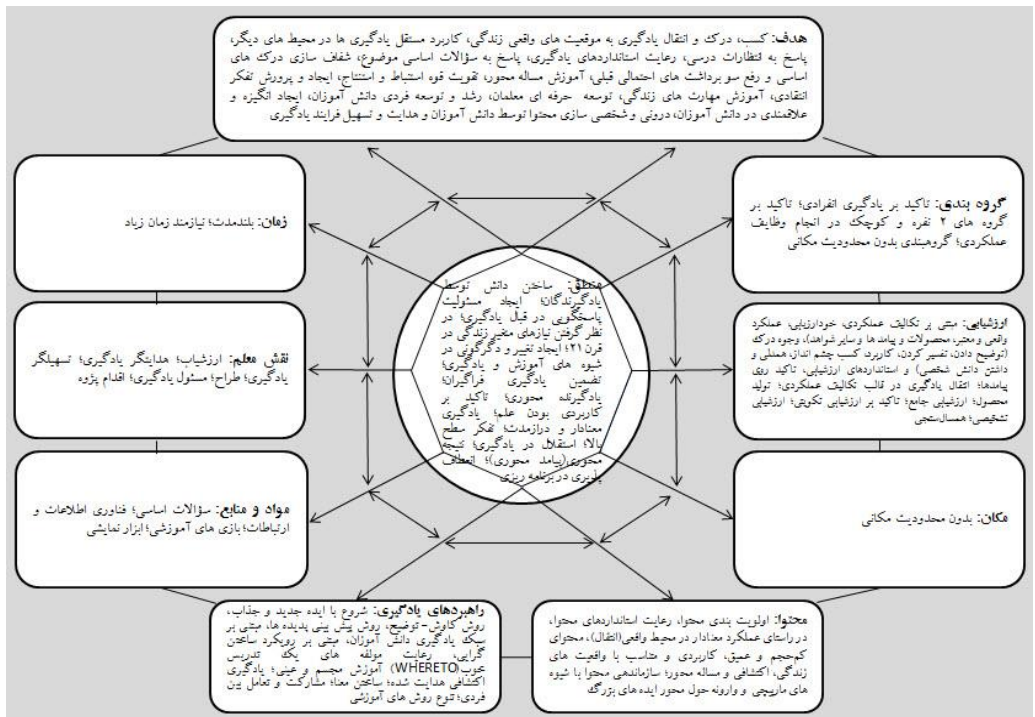 هدف: کسب، درک و انتقال یادگیری به موقعیت های واقعی زندگی، کاربرد مستقل یادگیری ها در محیط های دیگر،
پاسخ به انتظارات درسی، رعایت استانداردهای یادگیری، پاسخ به سؤالات اساسی موضوع، شفاف سازی درک های
اساسی و رفع سو برداشت های احتمالی قبلی، آموزش مساله محور، تقویت قوه استنباط و استنتاج، ایجاد و پرورش تفکر
انتقادی، آموزش مهارت های زندگی، توسعه حرفه ای معلمان، رشد و توسعه فردی دانش آموزان، ایجاد انگیزه و
علاقمندی در دانش آموزان، درونی و شخصی سازی محتوا توسط دانش آموزان و هدایت و تسهیل فرایند یادگیری
گروه بندی: تاکید بر یادگیری انفرادی؛ تاکید بر
گروه های ۲ نفره و کوچک در انجام وظایف
عملکردی؛ گروهبندی بدون محدودیت مکانی
زمان: بلندمدت؛ نیازمند زمان زیاد
منطق: ساختن دانش توسط
یادگیرندگان؛ ایجاد مسئولیت
پاسخگویی در قبال یادگیری؛ در
نظر گرفتن نیازهای متغیر زندگی در
قرن ۲۱؛ ایجاد تغییر و دگرگونی در
شیوه های آموزش و یادگیری؛
تضمین یادگیری فراگیران؛
یادگیرنده محوری؛ تاکید بر
کاربردی بودن علم؛ یادگیری
معنادار و درازمدت؛ تفکر سطح
بالا؛ استقلال در یادگیری؛ نتیجه
محوری(پیامد محوری)؛ انعطاف
پذیری در برنامه ریزی
ارزشیابی: مبتنی بر تکالیف عملکردی، خودارزیابی، عملکرد
واقعی و معتبر، محصولات و پیامد ها و سایر شواهد)، وجوه درک
(توضیح دادن، تفسیر کردن، کاربرد، کسب چشم انداز، همدلی و
داشتن دانش شخصی) و استانداردهای ارزشیابی، تاکید روی
پیامدها؛ انتقال یادگیری در قالب تکالیف عملکردی؛ تولید
محصول؛ ارزشیابی جامع؛ تاکید بر ارزشیابی تکوینی؛ ارزشیابی
تشخیصی؛ همسال‌سنجی
نقش معلم: ارزشیاب؛ هدایتگر یادگیری؛ تسهیلگر
یادگیری؛ طراح؛ مسئول یادگیری؛ اقدام پژوه
مکان: بدون محدودیت مکانی
مواد و منابع: سؤالات اساسی؛ فناوری اطلاعات و
ارتباطات؛ بازی های آموزشی؛ ابزار نمایشی
محتوا: اولویت بندی محتوا، رعایت استانداردهای محتوا،
در راستای عملکرد معنادار در محیط واقعی(انتقال)، محتوای
کم‌حجم و عمیق، کاربردی و متناسب با واقعیت های
زندگی، اکتشافی و مساله محور؛ سازماندهی محتوا با شیوه
های مارپیچی و وارونه حول محور ایده های بزرگ
راهبردهای یادگیری: شروع با ایده جدید و جذاب،
روش کاوش- توضیح، روش پیش بینی پدیده ها، مبتنی بر
سبک یادگیری دانش آموزان، مبتنی بر رویکرد ساختن
گرایی، رعایت مولفه های یک تدریس
خوب(WHERETO) آموزش مجسم و عینی؛ یادگیری
اکتشافی هدایت شده؛ ساختن معنا؛ مشارکت و تعامل بین
فردی؛ تنوع روش های آموزشی